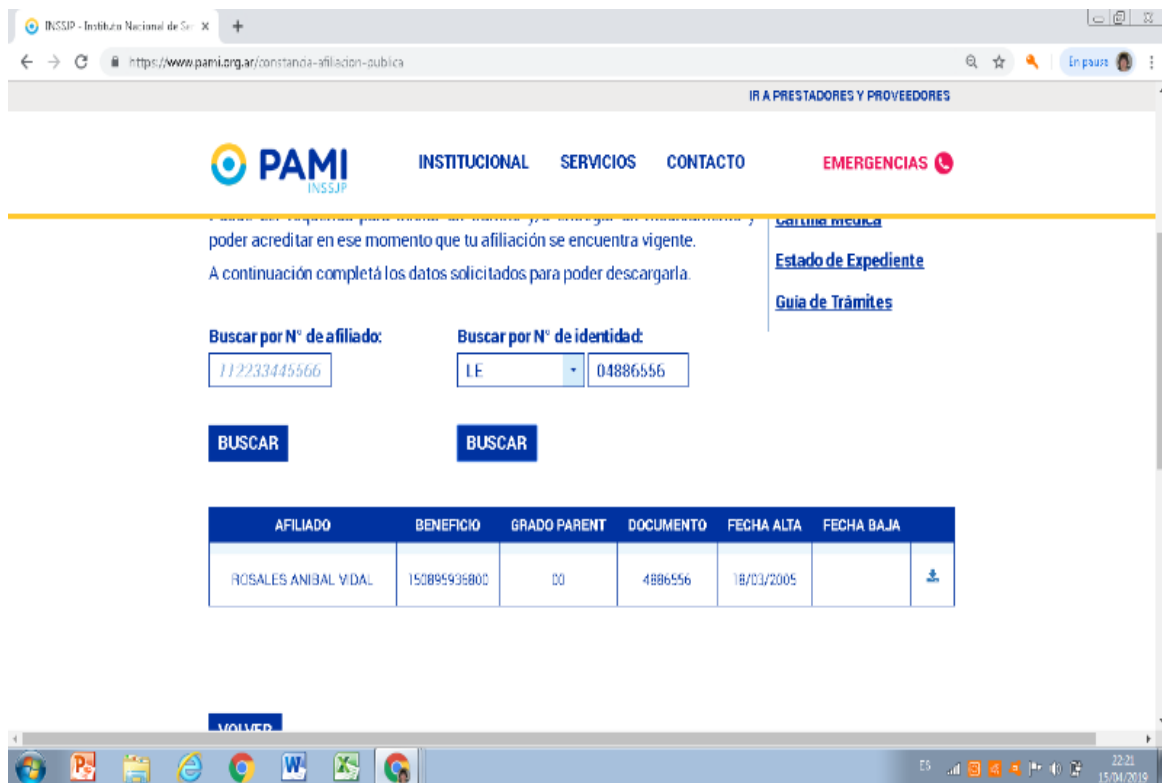 INSSJP - Instituto Nacional de Ser
https://www.pami.org.ar/constancia-afiliacion-publica
En pausa
IR A PRESTADORES Y PROVEEDORES
PAMI
INSSJP
INSTITUCIONAL SERVICIOS CONTACTO EMERGENCIAS
Cartilla Médica
poder acreditar en ese momento que tu afiliación se encuentra vigente.
Estado de Expediente
A continuación completá los datos solicitados para poder descargarla.
Guía de Trámites
Buscar por N° de afiliado: Buscar por N° de identidad:
112233445566 LE 04886556
BUSCAR BUSCAR
AFILIADO BENEFICIO GRADO PARENT DOCUMENTO FECHA ALTA FECHA BAJA
ROSALES ANIBAL VIDAL 150895936800 00 4886556 18/03/2005
VOLVER
ES 22:21
15/04/2019